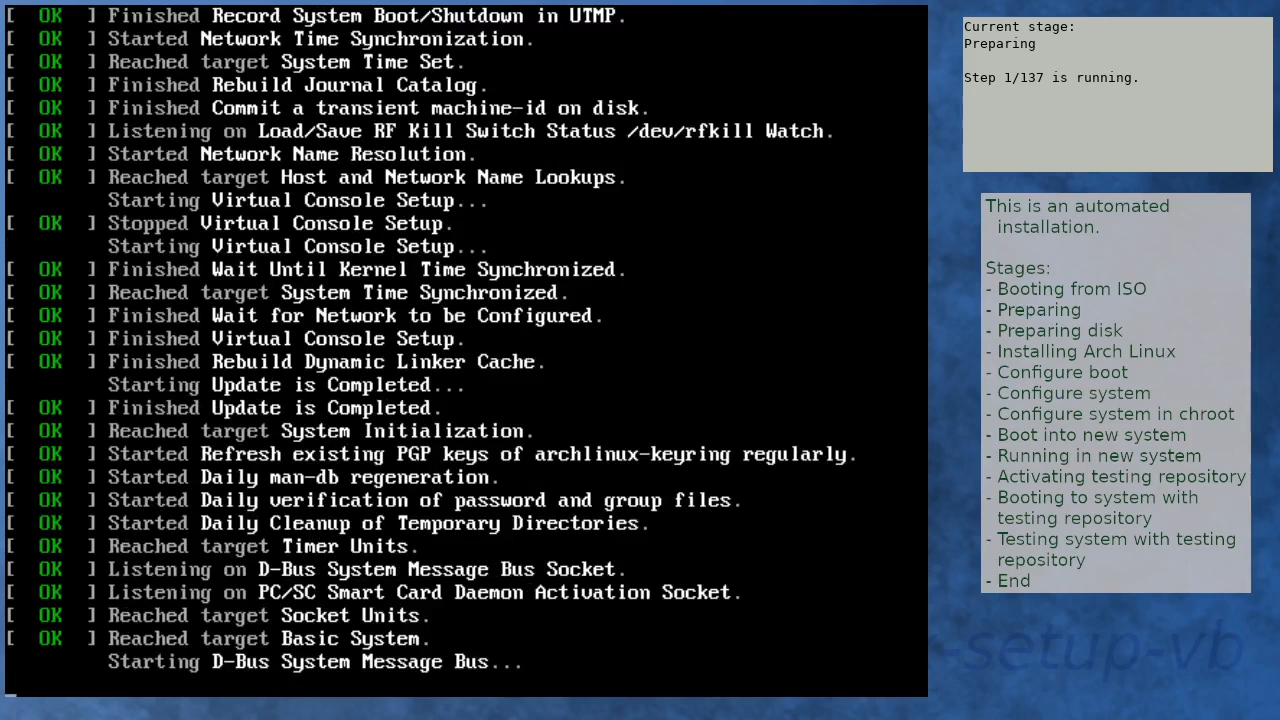 [  OK  ] Finished Record System Boot/Shutdown in UTMP.
[  OK  ] Started Network Time Synchronization.
[  OK  ] Reached target System Time Set.
[  OK  ] Finished Rebuild Journal Catalog.
[  OK  ] Finished Commit a transient machine-id on disk.
[  OK  ] Listening on Load/Save RF Kill Switch Status /dev/rfkill Watch.
[  OK  ] Started Network Name Resolution.
[  OK  ] Reached target Host and Network Name Lookups.
         Starting Virtual Console Setup...
[  OK  ] Stopped Virtual Console Setup.
         Starting Virtual Console Setup...
[  OK  ] Finished Wait Until Kernel Time Synchronized.
[  OK  ] Reached target System Time Synchronized.
[  OK  ] Finished Wait for Network to be Configured.
[  OK  ] Finished Virtual Console Setup.
[  OK  ] Finished Rebuild Dynamic Linker Cache.
         Starting Update is Completed...
[  OK  ] Finished Update is Completed.
[  OK  ] Reached target System Initialization.
[  OK  ] Started Refresh existing PGP keys of archlinux-keyring regularly.
[  OK  ] Started Daily man-db regeneration.
[  OK  ] Started Daily verification of password and group files.
[  OK  ] Started Daily Cleanup of Temporary Directories.
[  OK  ] Reached target Timer Units.
[  OK  ] Listening on D-Bus System Message Bus Socket.
[  OK  ] Listening on PC/SC Smart Card Daemon Activation Socket.
[  OK  ] Reached target Socket Units.
[  OK  ] Reached target Basic System.
         Starting D-Bus System Message Bus...
Current stage:
Preparing
Step 1/137 is running.
This is an automated
installation.
Stages:
- Booting from ISO
- Preparing
- Preparing disk
- Installing Arch Linux
- Configure boot
- Configure system
- Configure system in chroot
- Boot into new system
- Running in new system
- Activating testing repository
- Booting to system with
testing repository
- Testing system with testing
repository
- End
-setup-vb